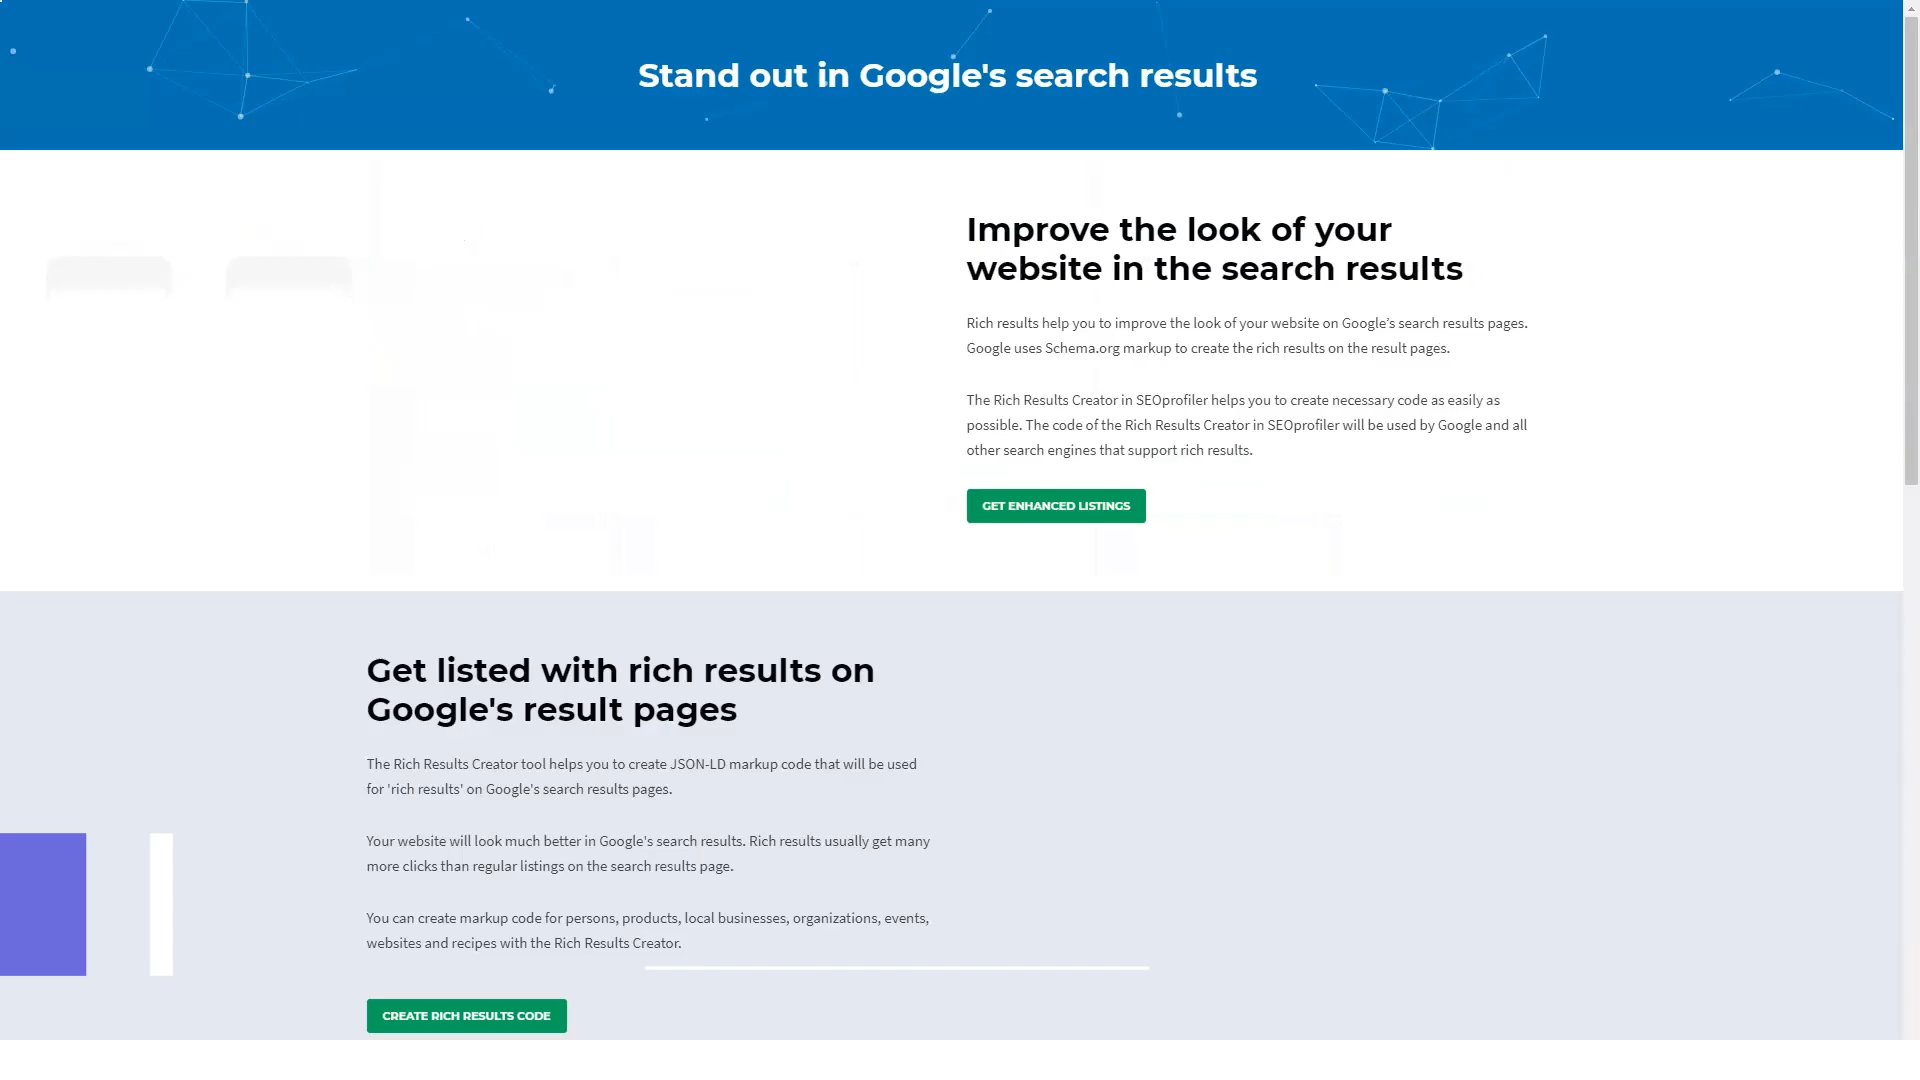 Stand out in Google's search results
Improve the look of your
website in the search results
Rich results help you to improve the look of your website on Google’s search results pages.
Google uses Schema.org markup to create the rich results on the result pages.
The Rich Results Creator in SEOprofiler helps you to create necessary code as easily as
possible. The code of the Rich Results Creator in SEOprofiler will be used by Google and all
other search engines that support rich results.
GET ENHANCED LISTINGS
Get listed with rich results on
Google's result pages
The Rich Results Creator tool helps you to create JSON-LD markup code that will be used
for 'rich results' on Google's search results pages.
Your website will look much better in Google's search results. Rich results usually get many
more clicks than regular listings on the search results page.
You can create markup code for persons, products, local businesses, organizations, events,
websites and recipes with the Rich Results Creator.
CREATE RICH RESULTS CODE